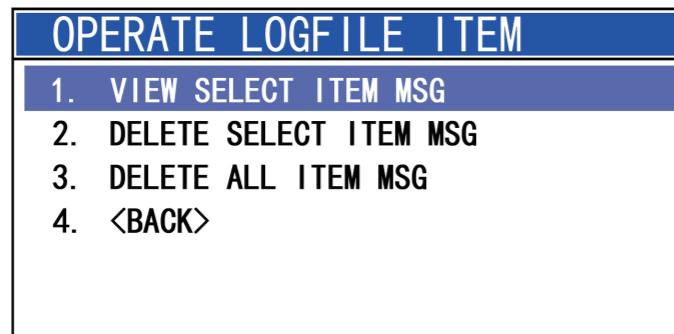 OPERATE LOGFILE ITEM
1. VIEW SELECT ITEM MSG
2. DELETE SELECT ITEM MSG
3. DELETE ALL ITEM MSG
4. <BACK>